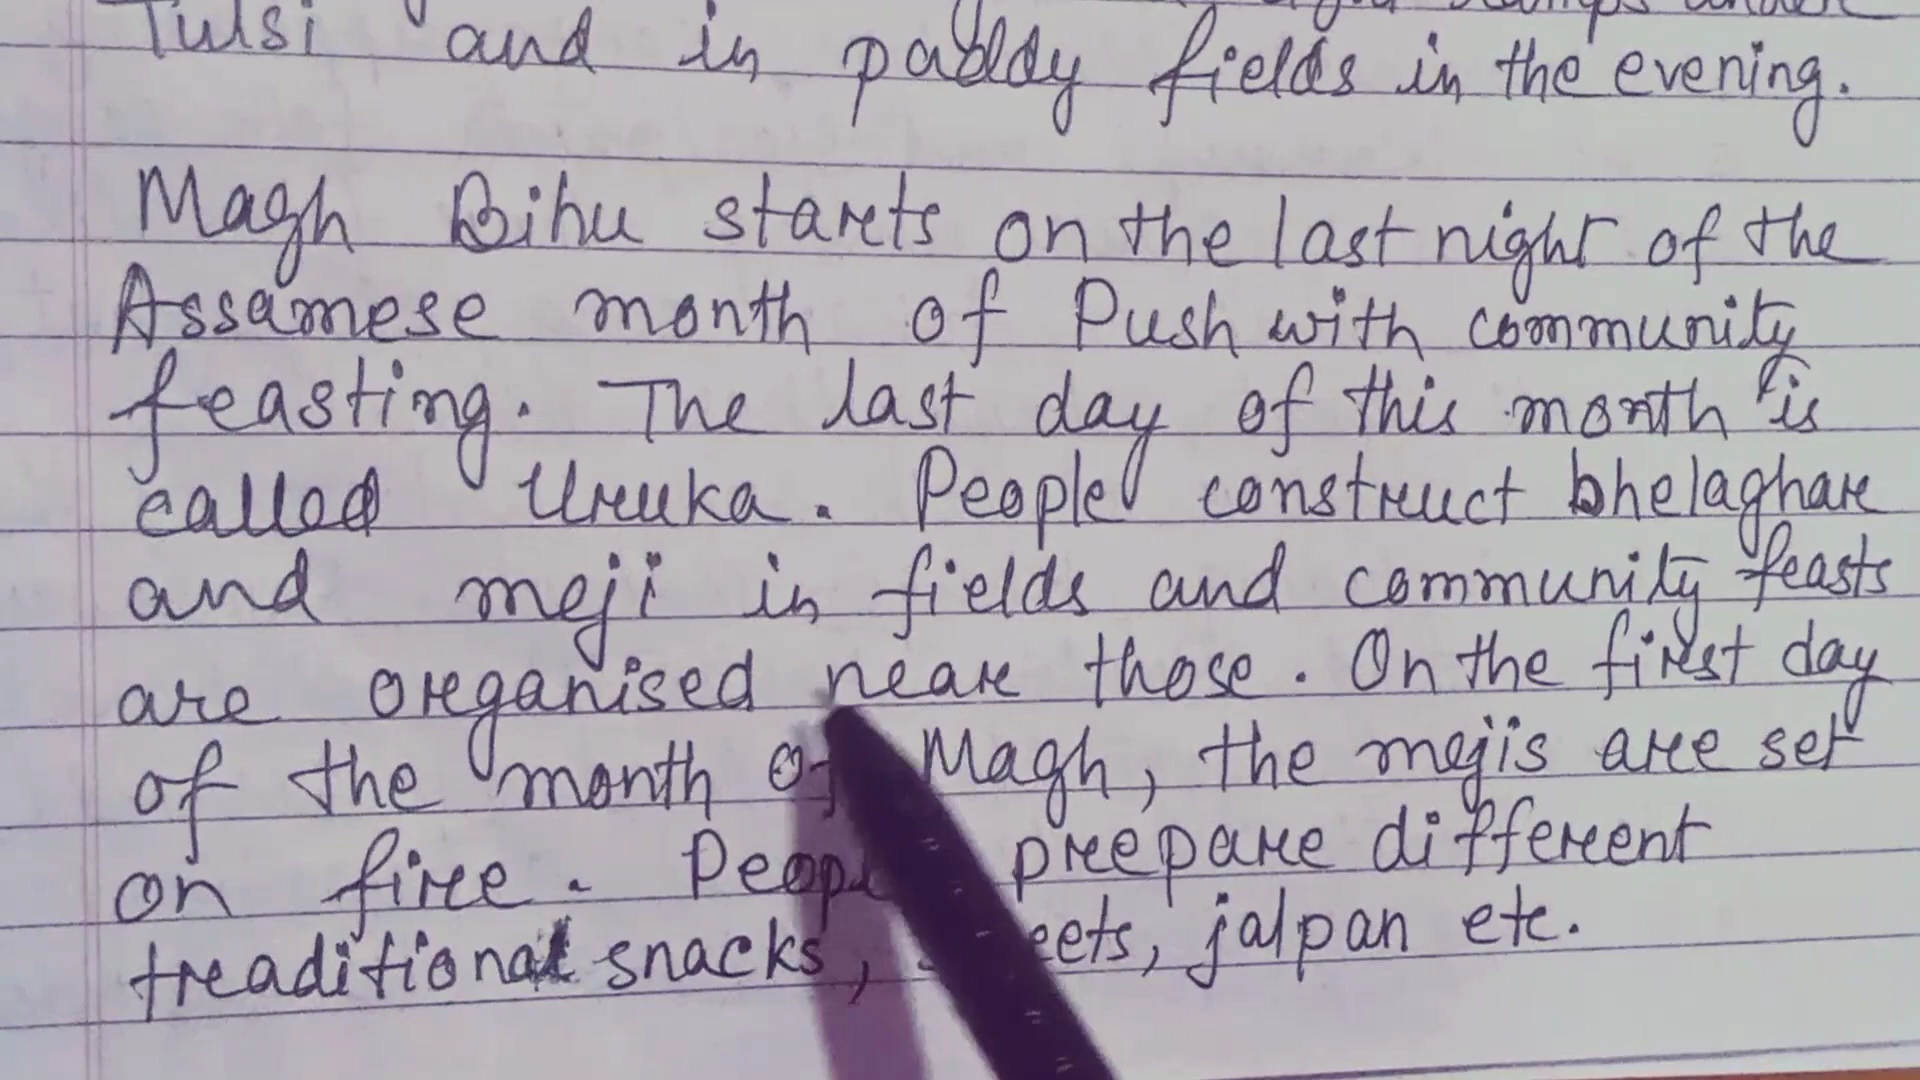 Tulsi and in paddy fields in the evening.
Magh Bihu starts on the last night of the
Assamese month of Push with community
feasting. The last day of this month is
called Uruka. People construct bhelaghar
and meji in fields and community feasts
are organised near those. On the first day
of the month of Magh, the mejis are set
on fire. prepare different
traditional snacks, jalpan etc.